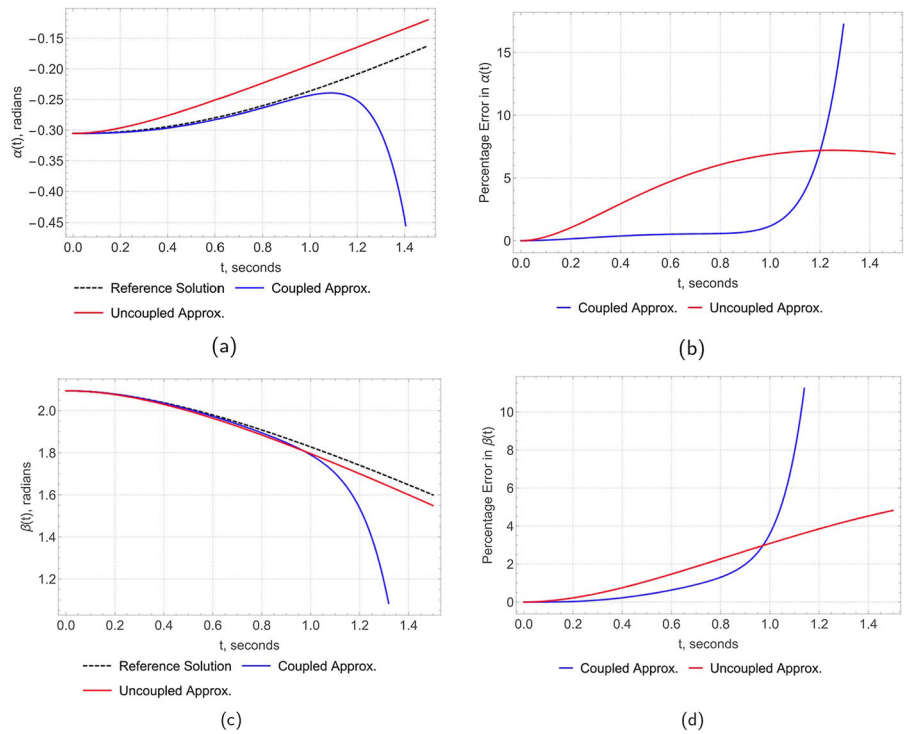 −0.15
−0.20
−0.25
−0.30
−0.35
−0.40
−0.45
α(t), radians
0.0 0.2 0.4 0.6 0.8 1.0 1.2 1.4
t, seconds
Reference Solution Coupled Approx.
Uncoupled Approx.
(a)
15
10
5
0
Percentage Error in α(t)
0.0 0.2 0.4 0.6 0.8 1.0 1.2 1.4
t, seconds
Coupled Approx. Uncoupled Approx.
(b)
2.0
1.8
1.6
1.4
1.2
β(t), radians
0.0 0.2 0.4 0.6 0.8 1.0 1.2 1.4
t, seconds
Reference Solution Coupled Approx.
Uncoupled Approx.
(c)
10
8
6
4
2
0
Percentage Error in β(t)
0.0 0.2 0.4 0.6 0.8 1.0 1.2 1.4
t, seconds
Coupled Approx. Uncoupled Approx.
(d)